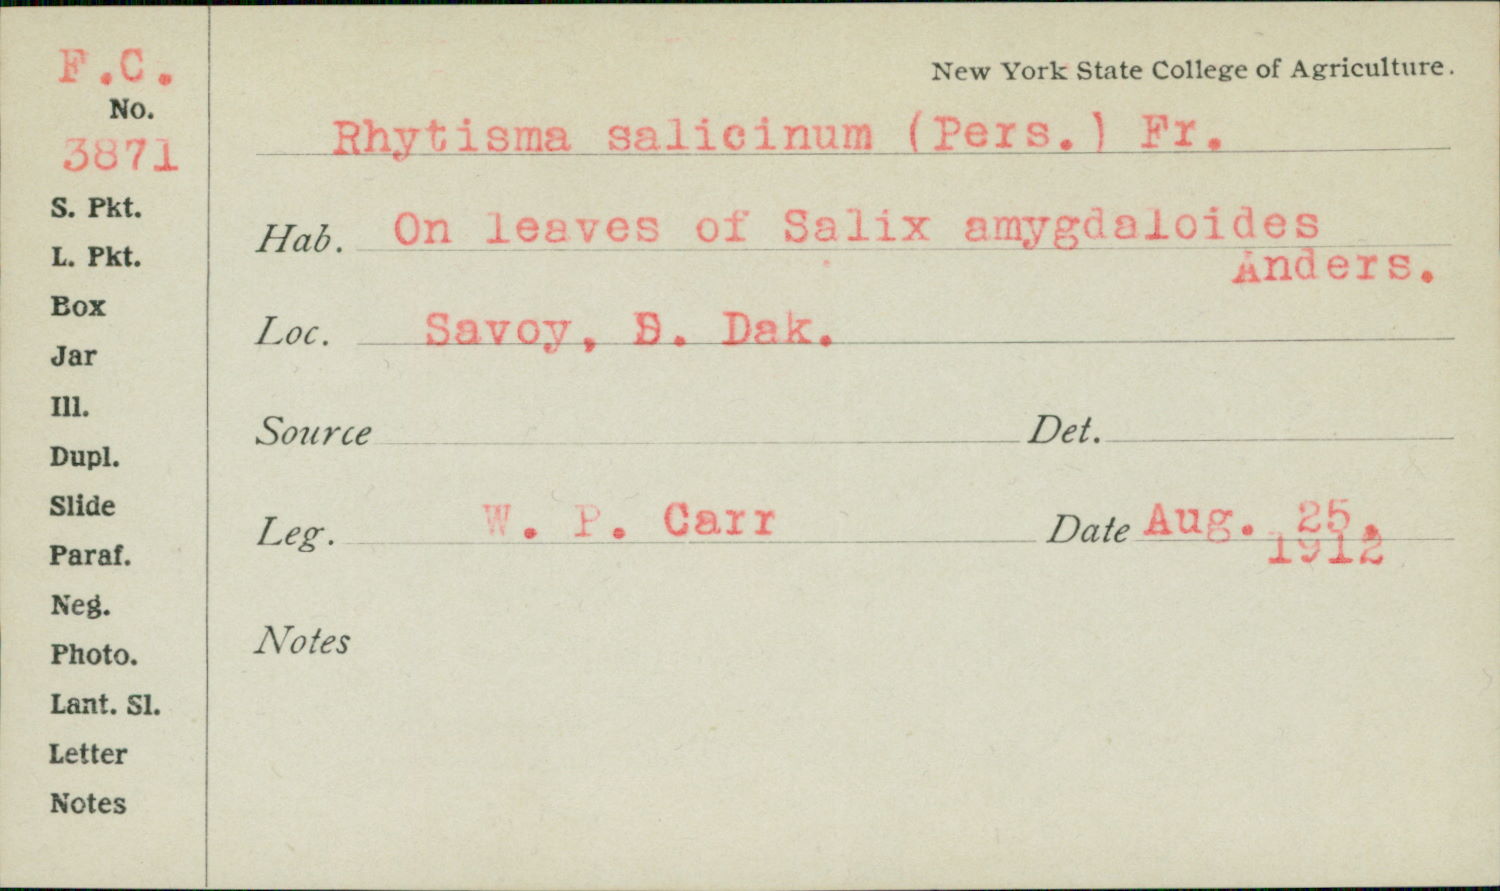 F.C.
No.
3871
S. Pkt.
L. Pkt.
Box
Jar
Ill.
Dupl.
Slide
Paraf.
Neg.
Photo.
Lant. Sl.
Letter
Notes
New York State College of Agriculture.
Rhytisma salicinum (Pers.) Fr.
Hab. On leaves of Salix amygdaloides
Anders.
Loc. Savoy, S. Dak.
Source Det.
Leg. W. P. Carr Date Aug. 25,
1912
Notes